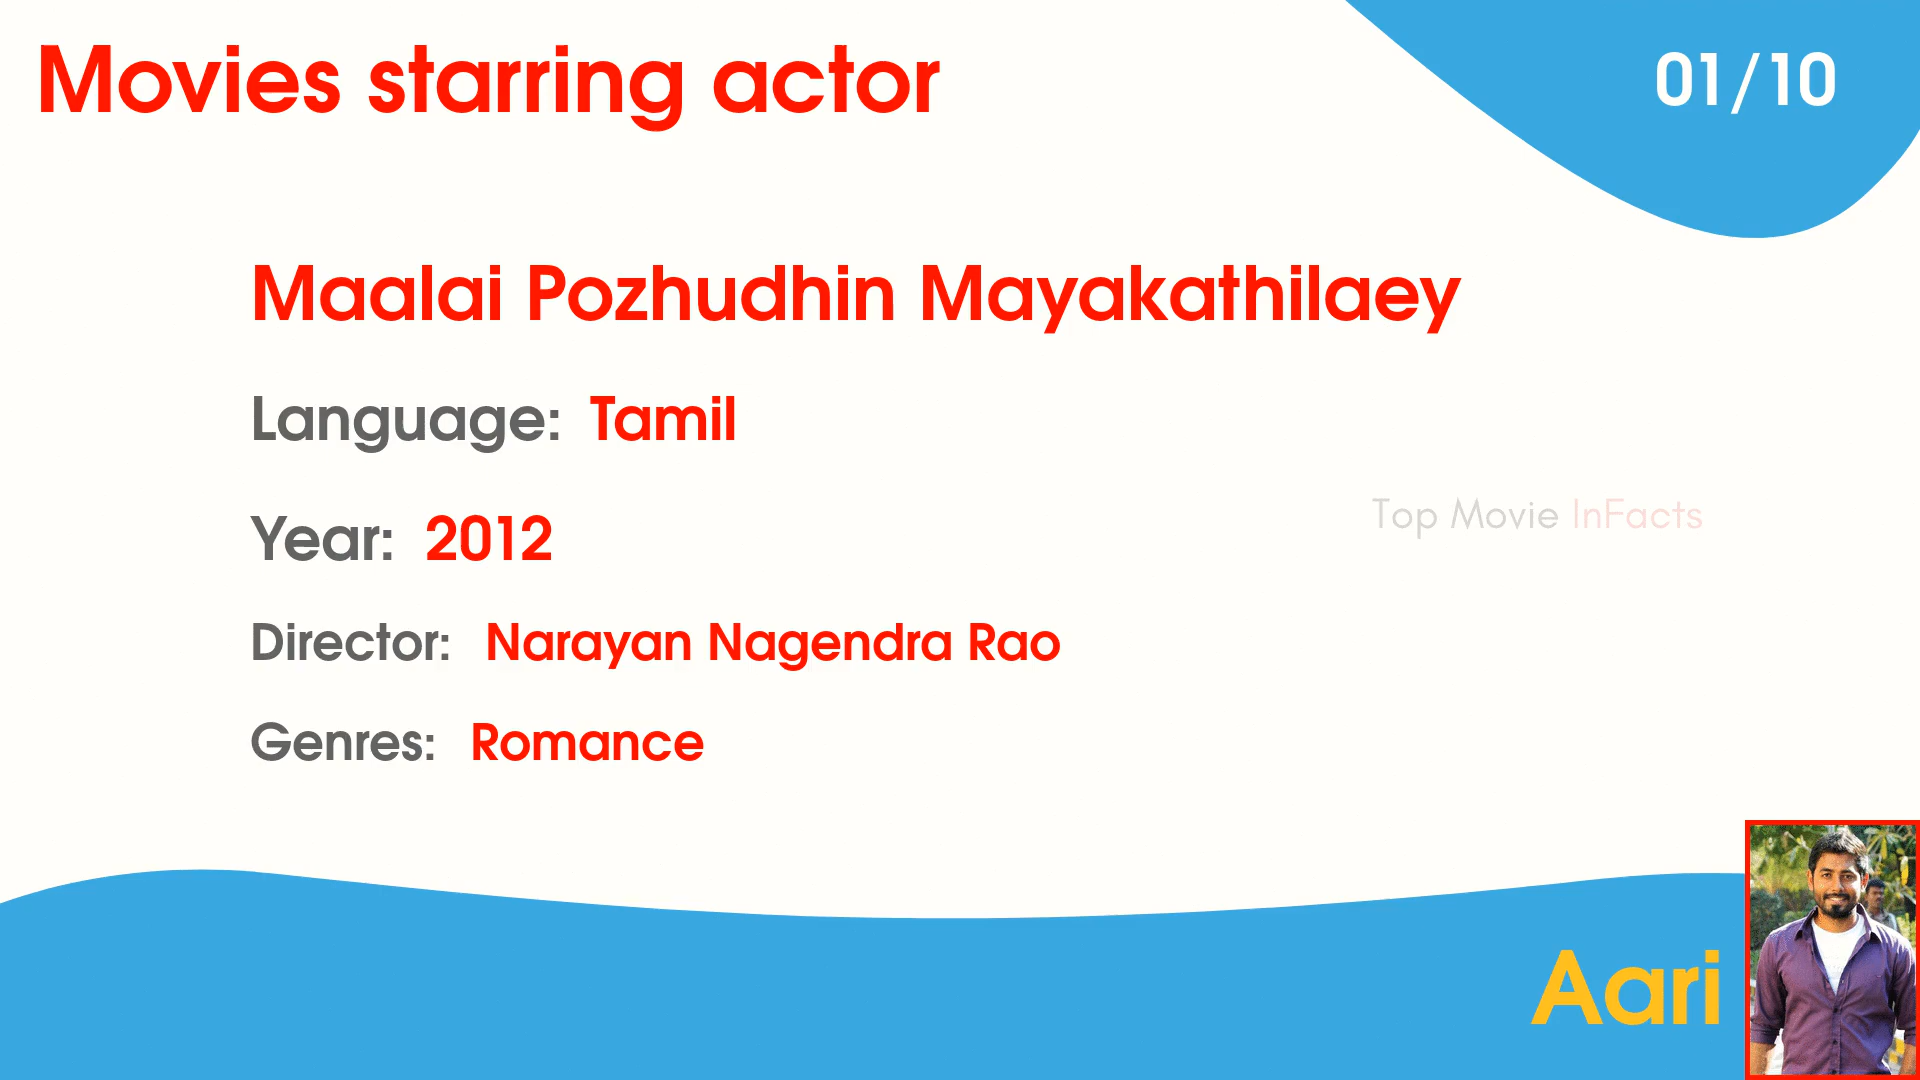 Movies starring actor
01/10
Maalai Pozhudhin Mayakathilaey
Language: Tamil
Year: 2012
Top Movie InFacts
Director: Narayan Nagendra Rao
Genres: Romance
Aari